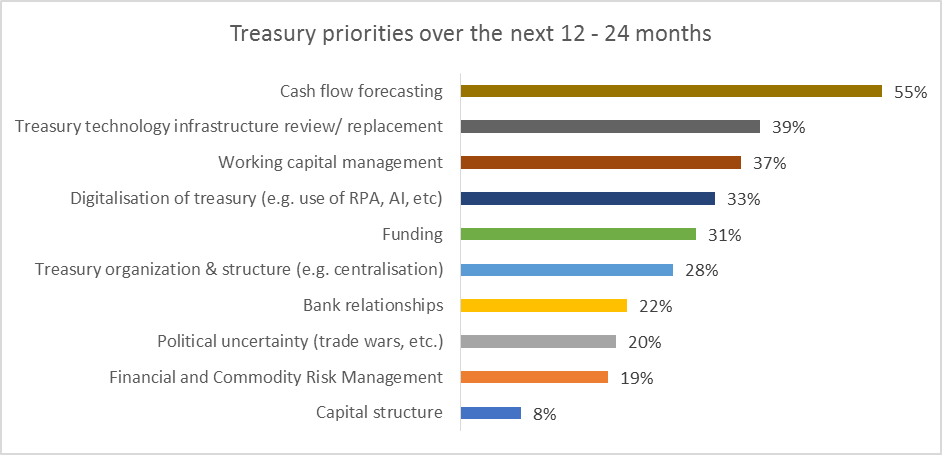 Treasury priorities over the next 12 - 24 months
Cash flow forecasting 55%
Treasury technology infrastructure review/ replacement 39%
Working capital management 37%
Digitalisation of treasury (e.g. use of RPA, AI, etc) 33%
Funding 31%
Treasury organization & structure (e.g. centralisation) 28%
Bank relationships 22%
Political uncertainty (trade wars, etc.) 20%
Financial and Commodity Risk Management 19%
Capital structure 8%